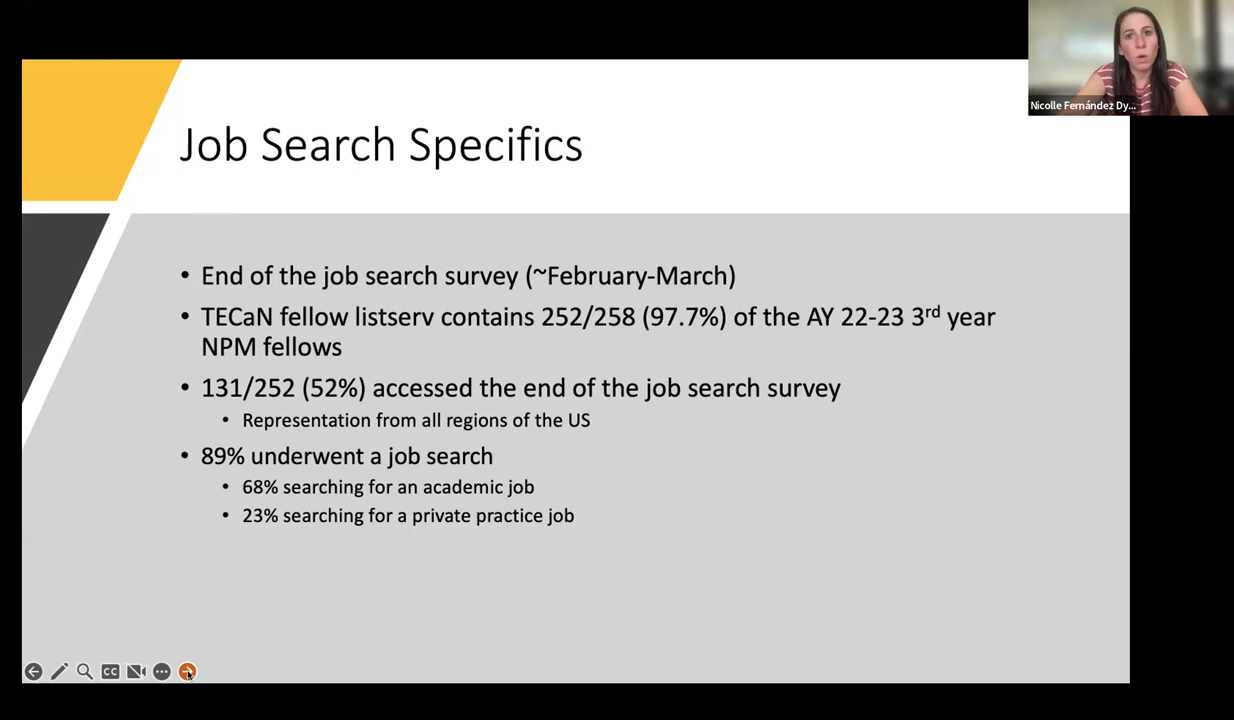 Nicolle Fernández Dy...
Job Search Specifics
• End of the job search survey (~February-March)
• TECaN fellow listserv contains 252/258 (97.7%) of the AY 22-23 3rd year
NPM fellows
• 131/252 (52%) accessed the end of the job search survey
• Representation from all regions of the US
• 89% underwent a job search
• 68% searching for an academic job
• 23% searching for a private practice job
CC